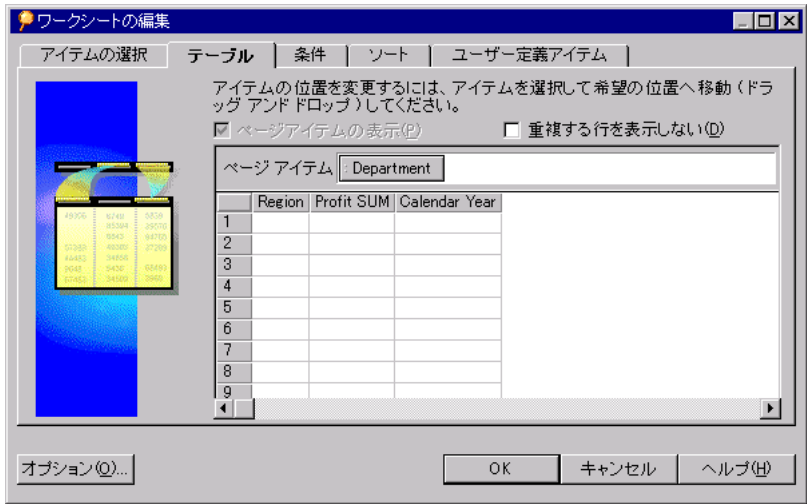 ワークシートの編集
アイテムの選択 テーブル 条件 ソート ユーザー定義アイテム
アイテムの位置を変更するには、アイテムを選択して希望の位置へ移動(ドラ
ッグ アンド ドロップ)してください。
ページアイテムの表示(P) 重複する行を表示しない(D)
ページ アイテム Department
Region Profit SUM Calendar Year
1
2
3
4
5
6
7
8
9
オプション(O)... OK キャンセル ヘルプ(H)